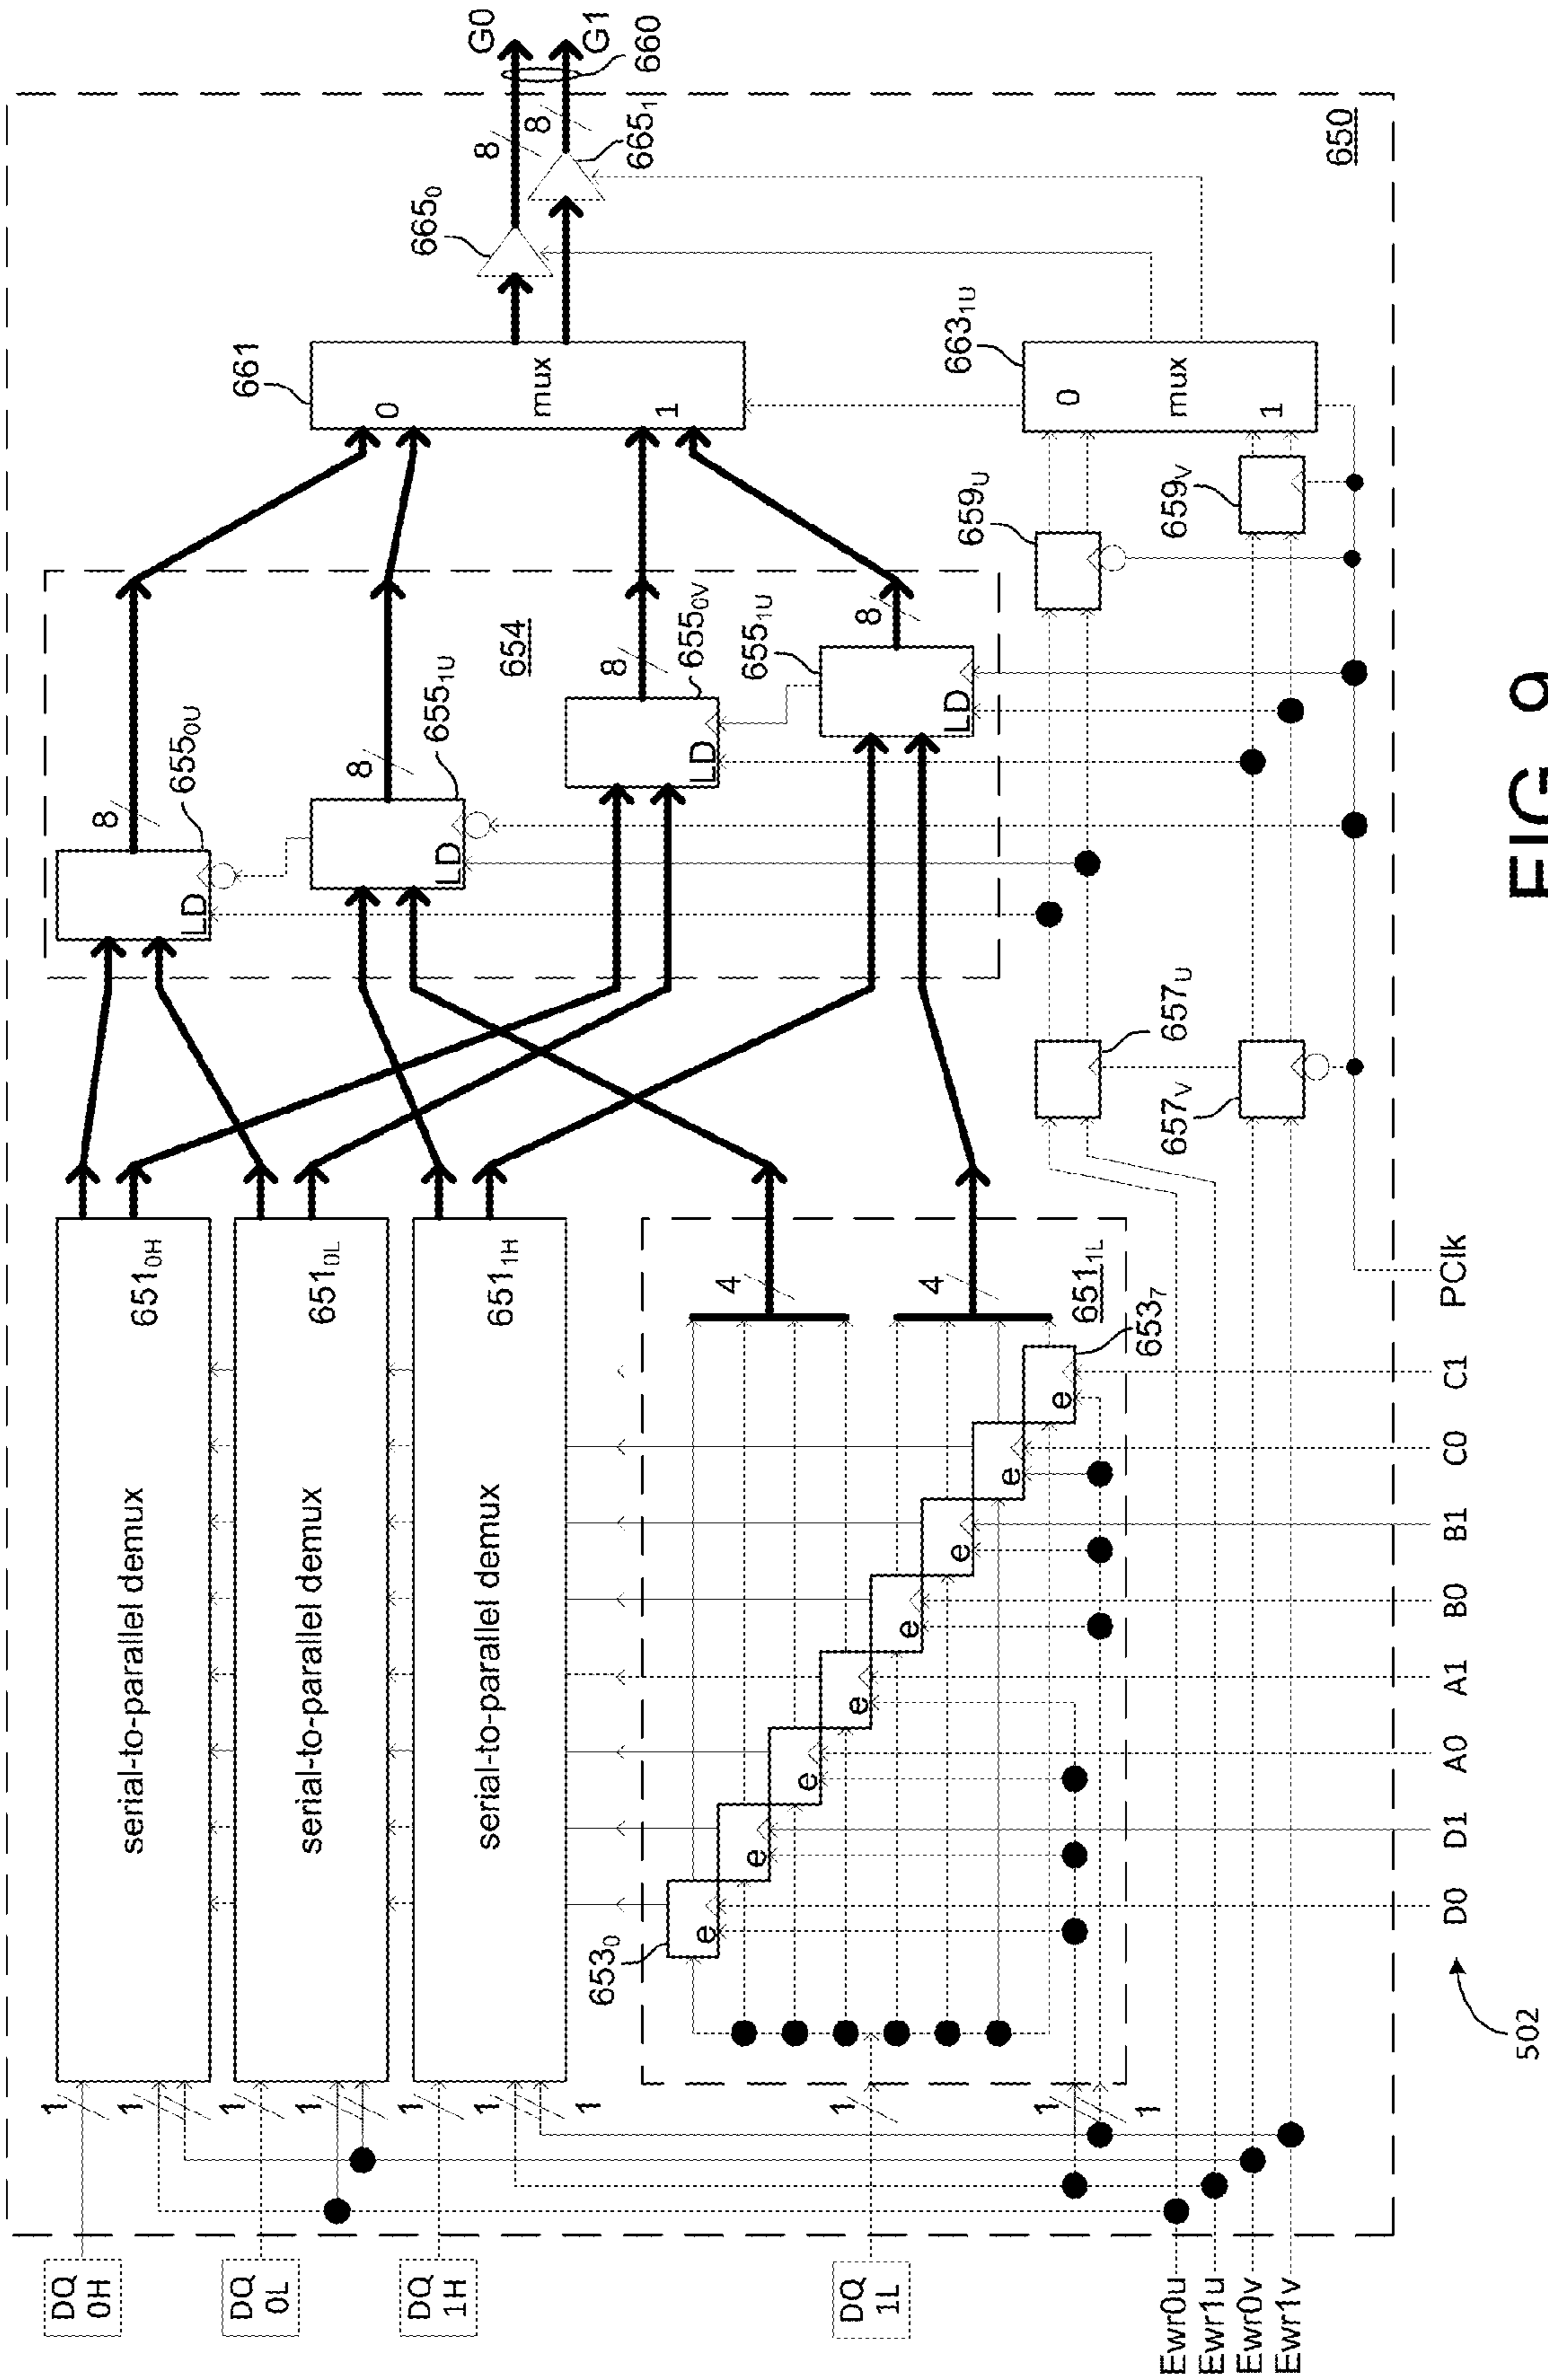 DQ
0H
DQ
0L
DQ
1H
DQ
1L
Ewr0u
Ewr1u
Ewr0v
Ewr1v
1
1
1
1
1
1
1
1
1
1
serial-to-parallel demux
651₀H
serial-to-parallel demux
651₀L
serial-to-parallel demux
651₁H
653₀
e
e
e
e
e
e
e
e
653₇
4
4
651₁L
502
D0
D1
A0
A1
B0
B1
C0
C1
PClk
LD
655₀U
8
LD
655₁U
8
654
LD
655₀V
8
LD
655₁U
8
657U
657V
659U
659V
661
0
mux
1
663₁U
0
mux
1
665₀
665₁
8
8
G0
G1
660
650
FIG. 9